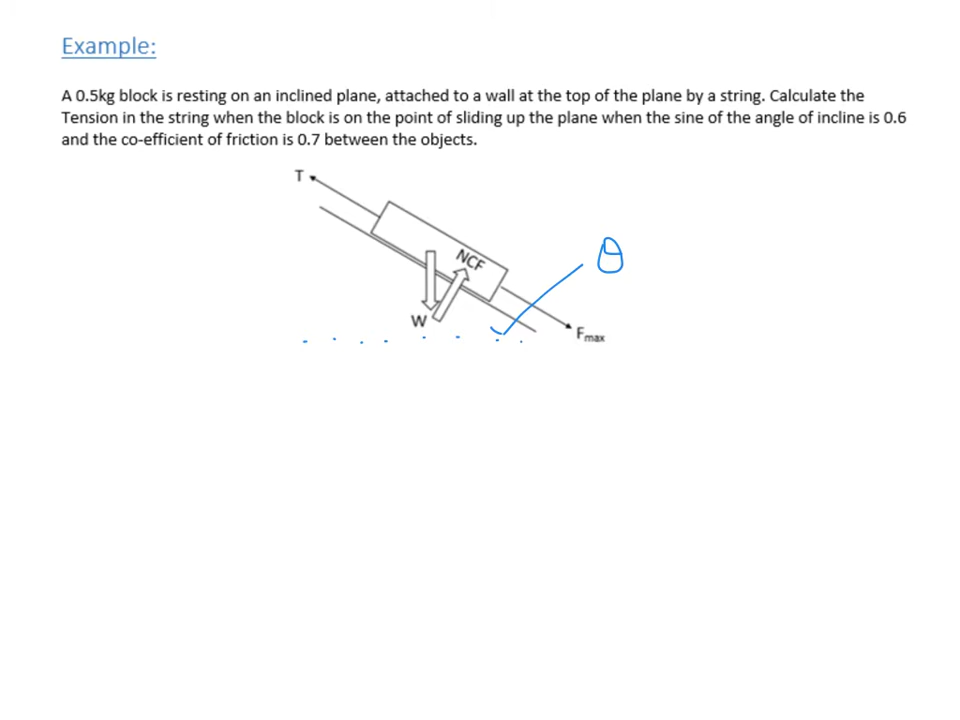 Example:
A 0.5kg block is resting on an inclined plane, attached to a wall at the top of the plane by a string. Calculate the
Tension in the string when the block is on the point of sliding up the plane when the sine of the angle of incline is 0.6
and the co-efficient of friction is 0.7 between the objects.
T
NCF
θ
W
Fmax